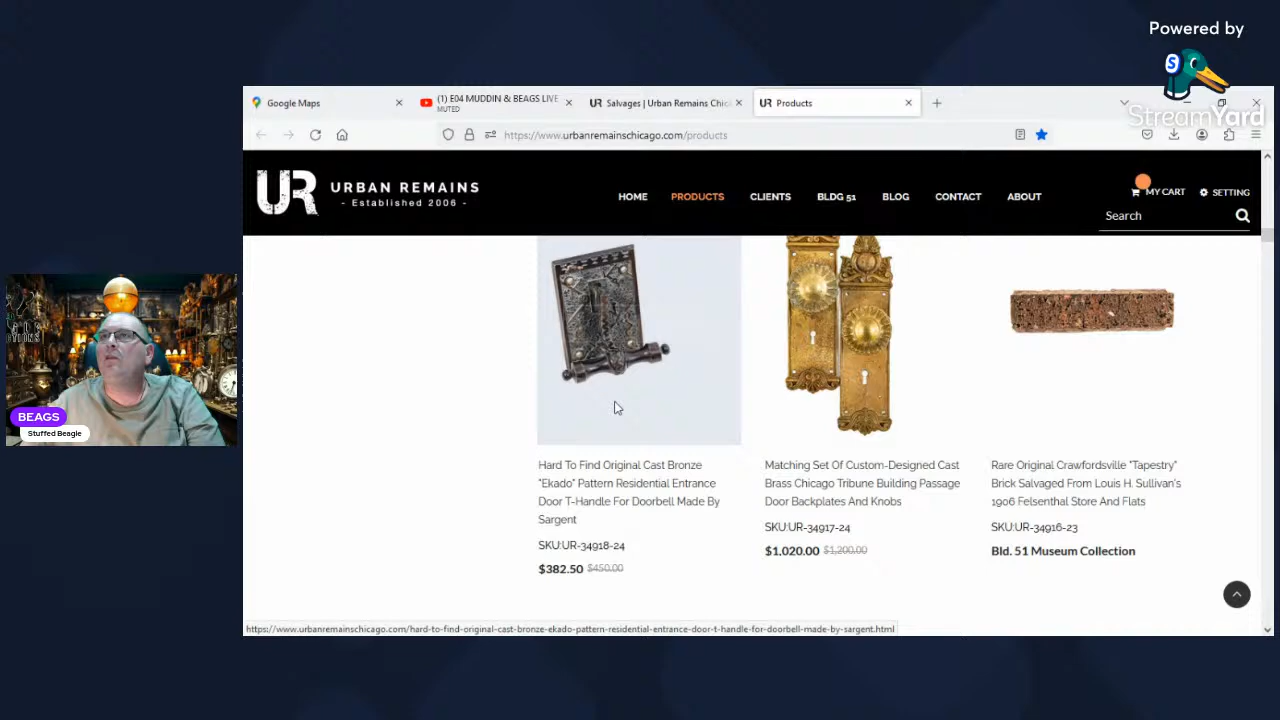 Powered by
S
StreamYard
Google Maps
(1) E04 MUDDIN & BEAGS LIVE
MUTED
UR Salvages | Urban Remains Chic
UR Products
https://www.urbanremainschicago.com/products
UR
URBAN REMAINS
- Established 2006 -
HOME
PRODUCTS
CLIENTS
BLDG 51
BLOG
CONTACT
ABOUT
MY CART
SETTING
Search
Hard To Find Original Cast Bronze
"Ekado" Pattern Residential Entrance
Door T-Handle For Doorbell Made By
Sargent
SKU:UR-34918-24
$382.50 $450.00
Matching Set Of Custom-Designed Cast
Brass Chicago Tribune Building Passage
Door Backplates And Knobs
SKU:UR-34917-24
$1,020.00 $1,200.00
Rare Original Crawfordsville "Tapestry"
Brick Salvaged From Louis H. Sullivan's
1906 Felsenthal Store And Flats
SKU:UR-34916-23
Bld. 51 Museum Collection
BEAGS
Stuffed Beagle
https://www.urbanremainschicago.com/hard-to-find-original-cast-bronze-ekado-pattern-residential-entrance-door-t-handle-for-doorbell-made-by-sargent.html